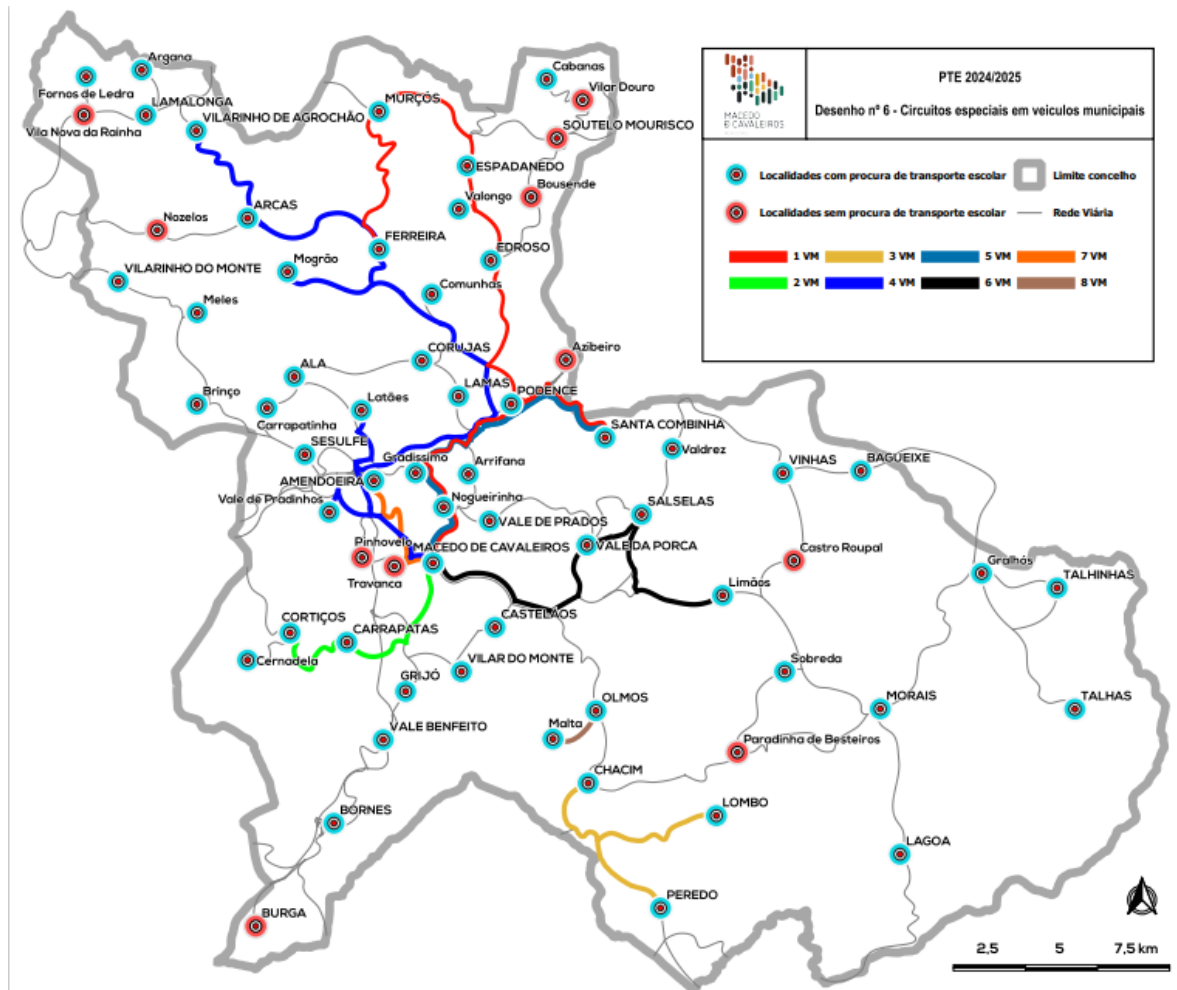 Argana
Fornos de Ledra
LAMALONGA
Vila Nova da Rainha
VILARINHO DE AGROCHÃO
MURÇÓS
Cabanas
Vilar Douro
SOUTELO MOURISCO
ESPADANEDO
Bousende
Valongo
ARCAS
Nozelos
FERREIRA
EDROSO
Mogrão
VILARINHO DO MONTE
Comunhas
Meles
CORUJAS
Azibeiro
ALA
LAMAS
PODENCE
Brinço
Latães
Carrapatinha
SANTA COMBINHA
SESULFE
Gradíssimo
Arrifana
Valdrez
VINHAS
BAGUEIXE
AMENDOEIRA
Vale de Pradinhos
Nogueirinha
SALSELAS
VALE DE PRADOS
Pinhovelo
MACEDO DE CAVALEIROS
VALE DA PORCA
Castro Roupal
Travanca
Gralhós
TALHINHAS
Limãos
CORTIÇOS
CASTELÃOS
CARRAPATAS
Cernadela
VILAR DO MONTE
Sobreda
GRIJÓ
OLMOS
MORAIS
TALHAS
VALE BENFEITO
Malta
Paradinha de Besteiros
CHACIM
LOMBO
BORNES
LAGOA
PEREDO
BURGA
MACEDO
DE CAVALEIROS
PTE 2024/2025
Desenho nº 6 - Circuitos especiais em veiculos municipais
Localidades com procura de transporte escolar
Limite concelho
Localidades sem procura de transporte escolar
Rede Viária
1 VM
3 VM
5 VM
7 VM
2 VM
4 VM
6 VM
8 VM
2,5 5 7,5 km